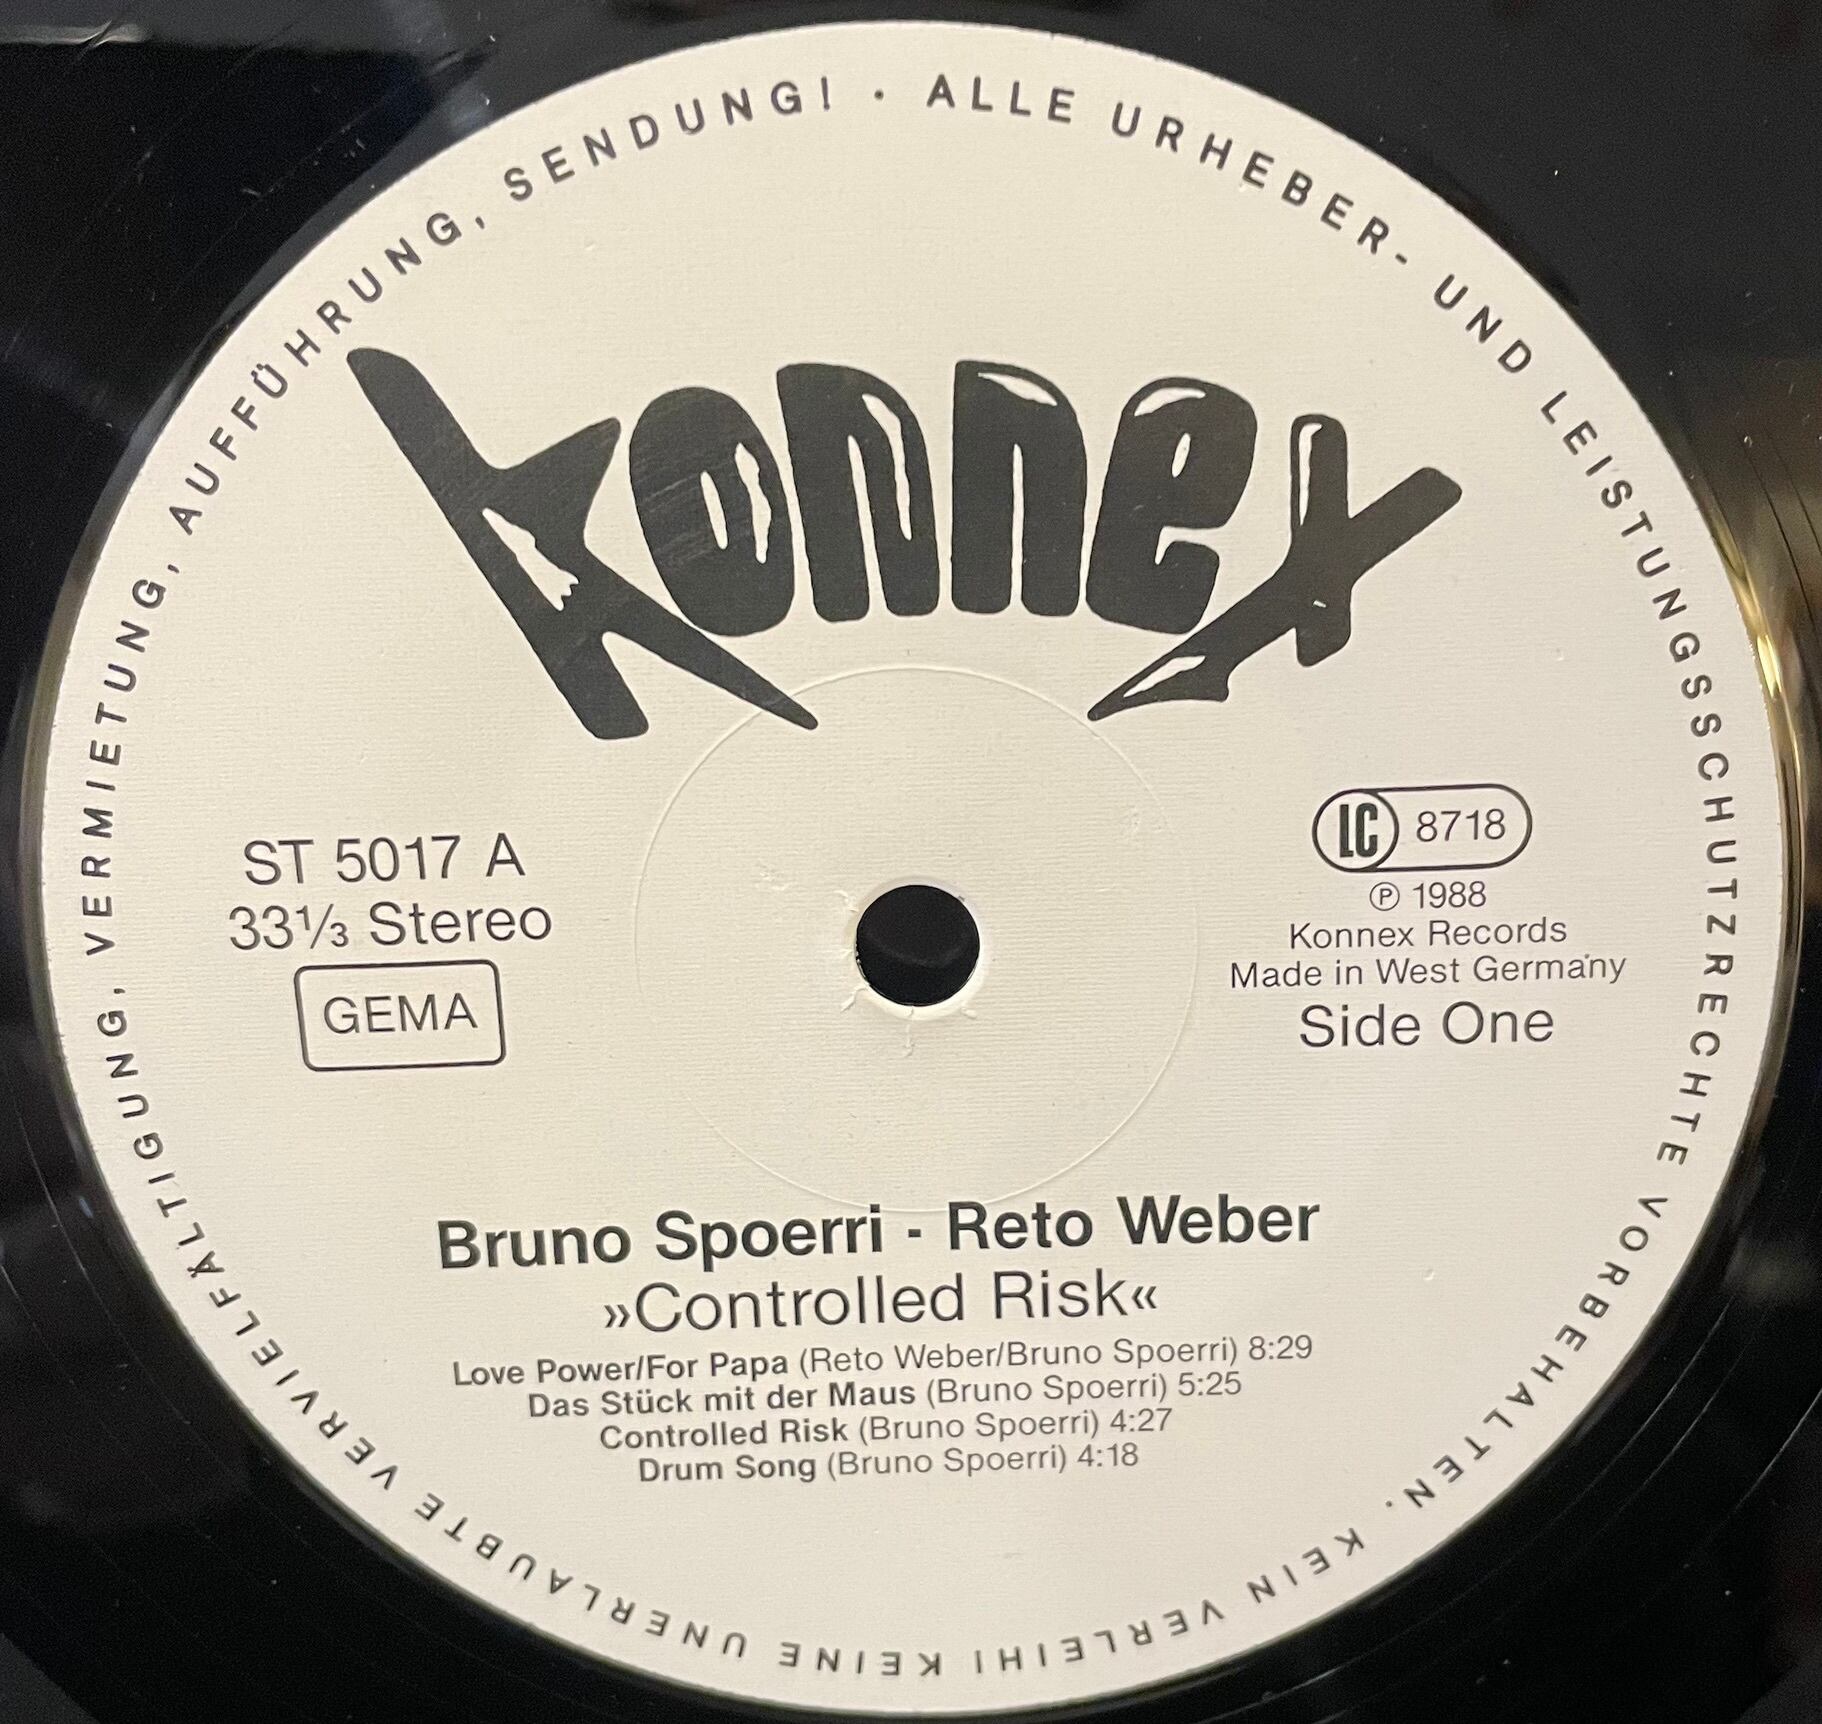 ALLE URHEBER- UND LEISTUNGSSCHUTZRECHTE VORBEHALTEN. KEIN VERLEIH! KEINE UNERLAUBTE VERVIELFÄLTIGUNG, VERMIETUNG, AUFFÜHRUNG, SENDUNG! ·
konnex
ST 5017 A
33⅓ Stereo
GEMA
LC 8718
℗ 1988
Konnex Records
Made in West Germany
Side One
Bruno Spoerri - Reto Weber
»Controlled Risk«
Love Power/For Papa (Reto Weber/Bruno Spoerri) 8:29
Das Stück mit der Maus (Bruno Spoerri) 5:25
Controlled Risk (Bruno Spoerri) 4:27
Drum Song (Bruno Spoerri) 4:18